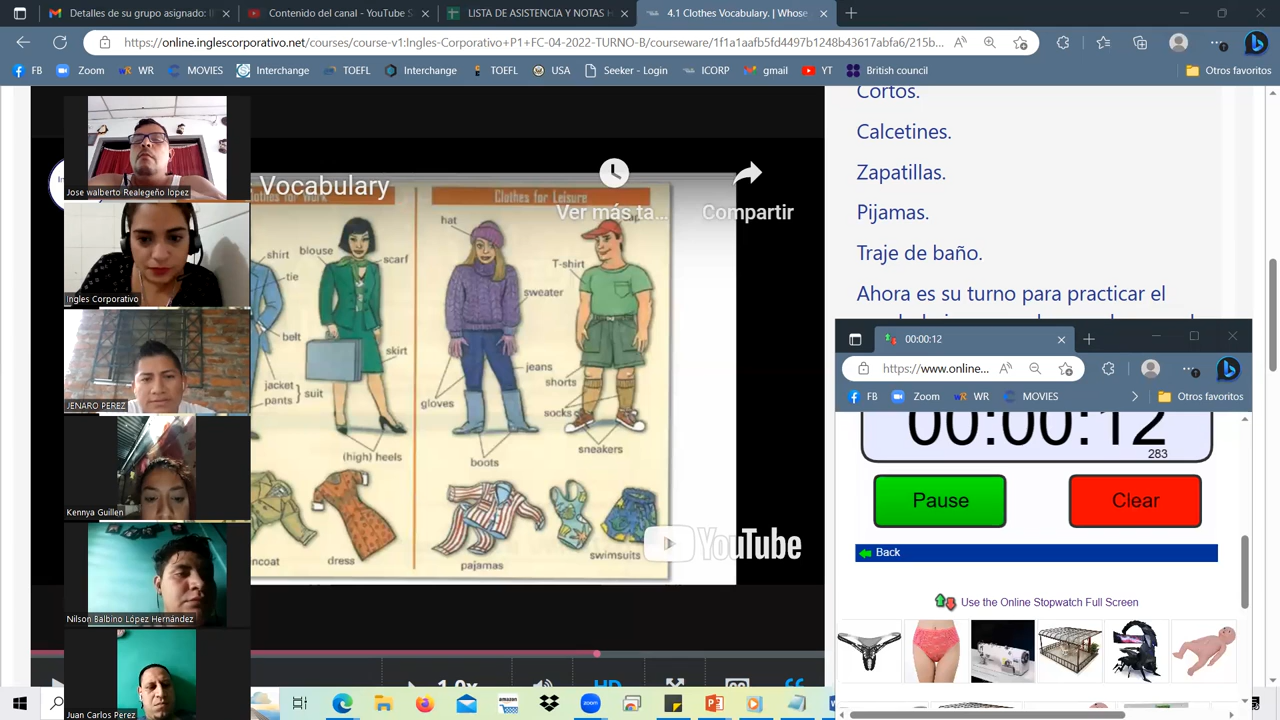 Contenido del canal - YouTube S
LISTA DE ASISTENCIA Y NOTAS H
4.1 Clothes Vocabulary. | Whose
https://online.inglescorporativo.net/courses/course-v1:Ingles-Corporativo+P1+FC-04-2022-TURNO-B/courseware/1f1a1aafb5fd4497b1248b43617abfa6/215b...
FB
Zoom
WR
MOVIES
Interchange
TOEFL
Interchange
TOEFL
USA
Seeker - Login
ICORP
gmail
YT
British council
Otros favoritos
Jose walberto Realegeño lopez
Ingles Corporativo
JENARO PEREZ
Kennya Guillen
Nilson Balbino López Hernández
Juan Carlos Perez
Vocabulary
Ver más ta...
Compartir
Clothes for Leisure
shirt
blouse
scarf
tie
belt
skirt
jacket
pants } suit
(high) heels
dress
hat
T-shirt
sweater
jeans
shorts
gloves
socks
boots
sneakers
pajamas
swimsuits
YouTube
1.0x
HD
Cortos.
Calcetines.
Zapatillas.
Pijamas.
Traje de baño.
Ahora es su turno para practicar el
00:00:12
https://www.online...
FB
Zoom
WR
MOVIES
Otros favoritos
00:00:12
283
Pause
Clear
Back
Use the Online Stopwatch Full Screen